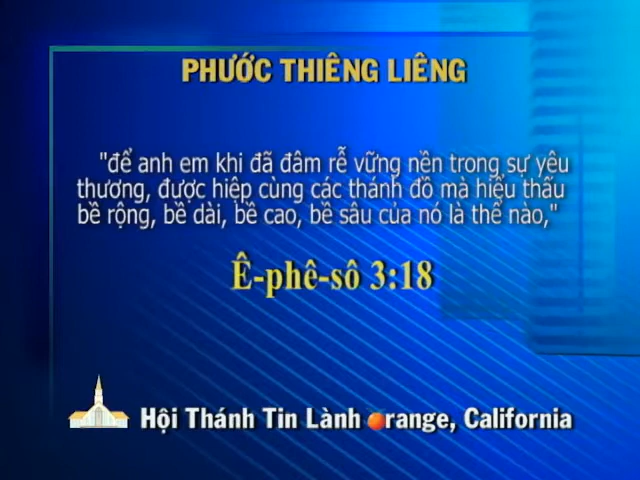 PHƯỚC THIÊNG LIÊNG
"để anh em khi đã đâm rễ vững nền trong sự yêu
thương, được hiệp cùng các thánh đồ mà hiểu thấu
bề rộng, bề dài, bề cao, bề sâu của nó là thể nào,"
Ê-phê-sô 3:18
Hội Thánh Tin Lành Orange, California